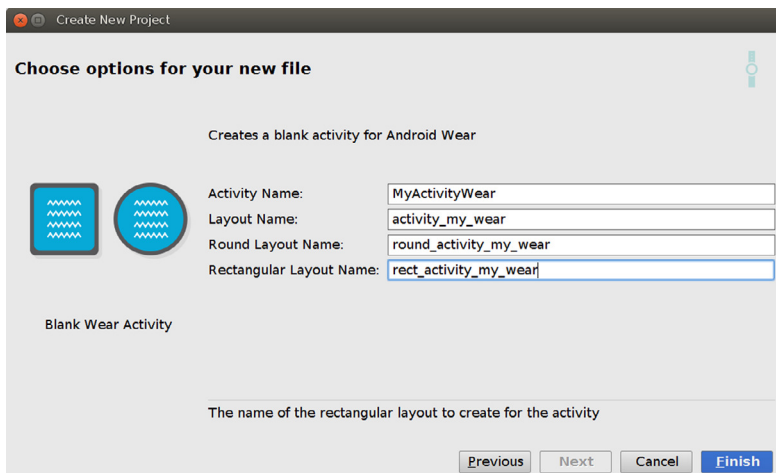 Create New Project
Choose options for your new file
Creates a blank activity for Android Wear
Activity Name: MyActivityWear
Layout Name: activity_my_wear
Round Layout Name: round_activity_my_wear
Rectangular Layout Name: rect_activity_my_wear
Blank Wear Activity
The name of the rectangular layout to create for the activity
Previous Next Cancel Finish